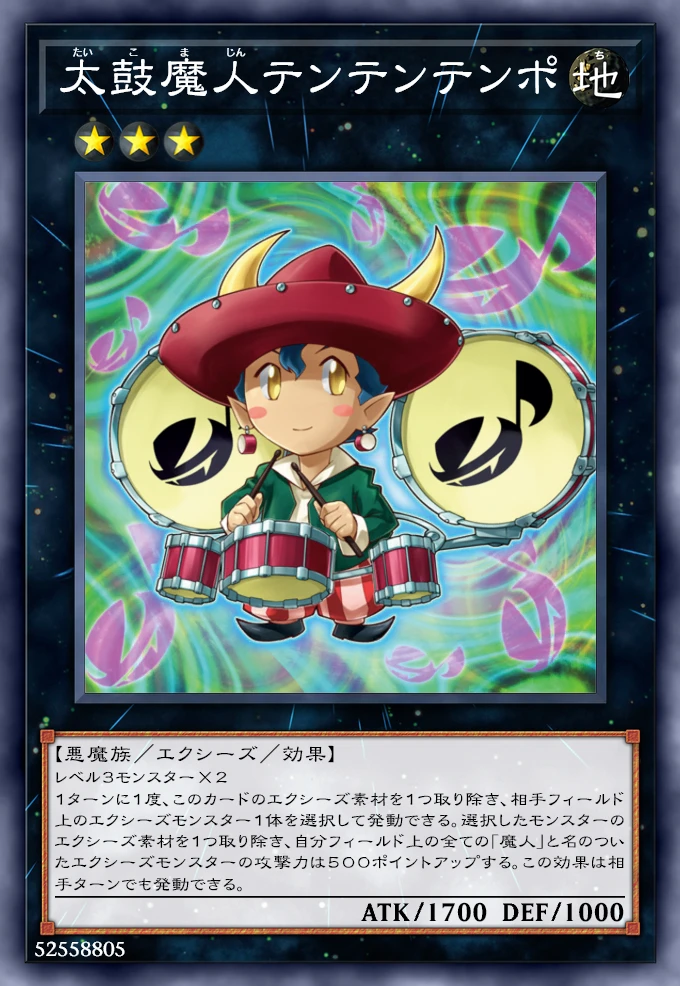 たいこまじん
太鼓魔人テンテンテンポ
ち
地
【悪魔族／エクシーズ／効果】
レベル３モンスター×２
１ターンに１度、このカードのエクシーズ素材を１つ取り除き、相手フィールド
上のエクシーズモンスター１体を選択して発動できる。選択したモンスターの
エクシーズ素材を１つ取り除き、自分フィールド上の全ての「魔人」と名のつい
たエクシーズモンスターの攻撃力は５００ポイントアップする。この効果は相
手ターンでも発動できる。
ATK/1700 DEF/1000
52558805